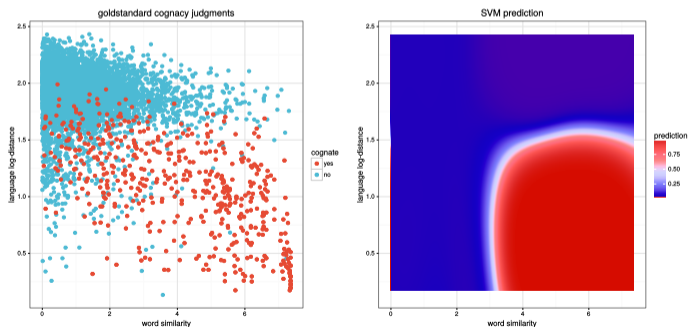 goldstandard cognacy judgments
2.5
2.0
1.5
1.0
0.5
language log-distance
0
2
4
6
word similarity
cognate
yes
no
SVM prediction
2.5
2.0
1.5
1.0
0.5
language log-distance
0
2
4
6
word similarity
prediction
0.75
0.50
0.25